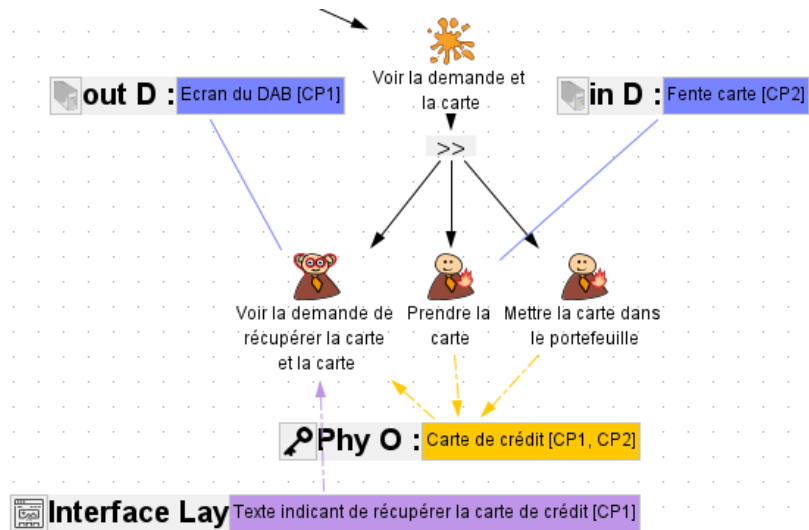 Voir la demande et
la carte
out D : Ecran du DAB [CP1]
in D : Fente carte [CP2]
>>
Voir la demande de
récupérer la carte
et la carte
Prendre la
carte
Mettre la carte dans
le portefeuille
Phy O : Carte de crédit [CP1, CP2]
Interface Lay Texte indicant de récupérer la carte de crédit [CP1]